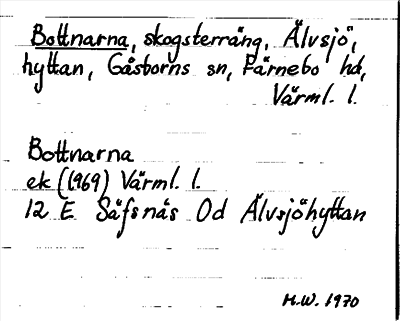 Bottnarna, skogsterräng, Älvsjö,
hyttan, Gåsborns sn, Färnebo hd,
Värml. l.
Bottnarna
ek (1969) Värml. l.
12 E Säfsnäs Od Älvsjöhyttan
H.W. 1970